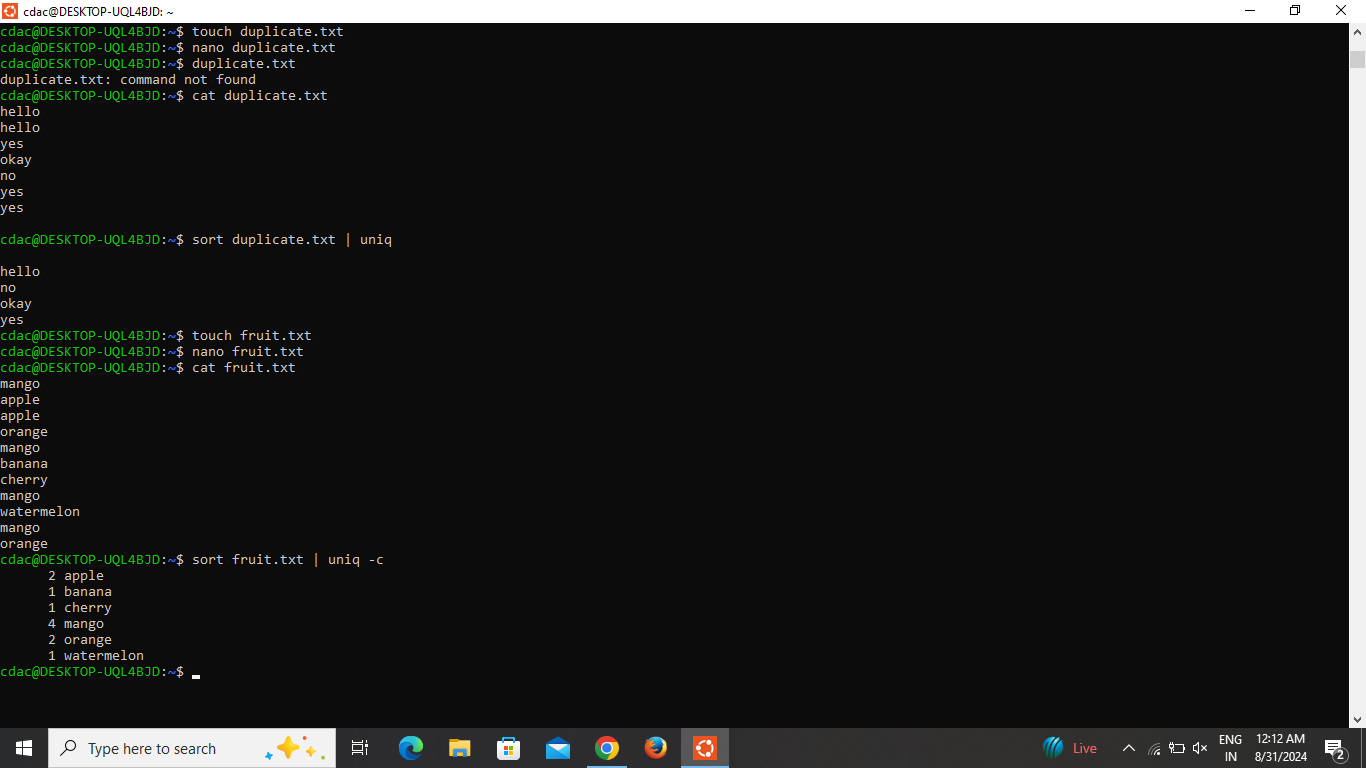 cdac@DESKTOP-UQL4BJD: ~
cdac@DESKTOP-UQL4BJD:~$ touch duplicate.txt
cdac@DESKTOP-UQL4BJD:~$ nano duplicate.txt
cdac@DESKTOP-UQL4BJD:~$ duplicate.txt
duplicate.txt: command not found
cdac@DESKTOP-UQL4BJD:~$ cat duplicate.txt
hello
hello
yes
okay
no
yes
yes
cdac@DESKTOP-UQL4BJD:~$ sort duplicate.txt | uniq
hello
no
okay
yes
cdac@DESKTOP-UQL4BJD:~$ touch fruit.txt
cdac@DESKTOP-UQL4BJD:~$ nano fruit.txt
cdac@DESKTOP-UQL4BJD:~$ cat fruit.txt
mango
apple
apple
orange
mango
banana
cherry
mango
watermelon
mango
orange
cdac@DESKTOP-UQL4BJD:~$ sort fruit.txt | uniq -c
2 apple
1 banana
1 cherry
4 mango
2 orange
1 watermelon
cdac@DESKTOP-UQL4BJD:~$
Type here to search
Live
ENG
IN
12:12 AM
8/31/2024
2